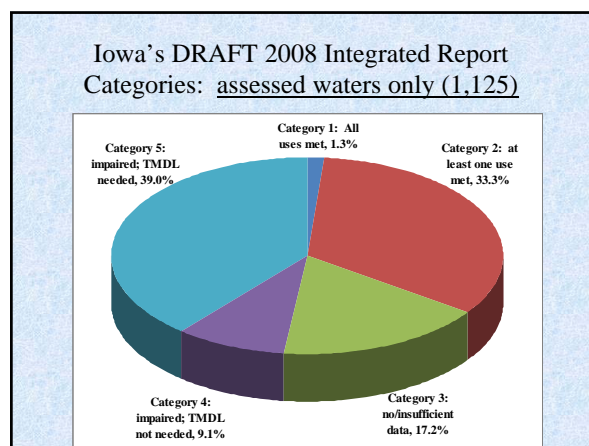 Iowa's DRAFT 2008 Integrated Report
Categories: assessed waters only (1,125)
Category 1: All
uses met, 1.3%
Category 2: at
least one use
met, 33.3%
Category 3:
no/insufficient
data, 17.2%
Category 4:
impaired; TMDL
not needed, 9.1%
Category 5:
impaired; TMDL
needed, 39.0%